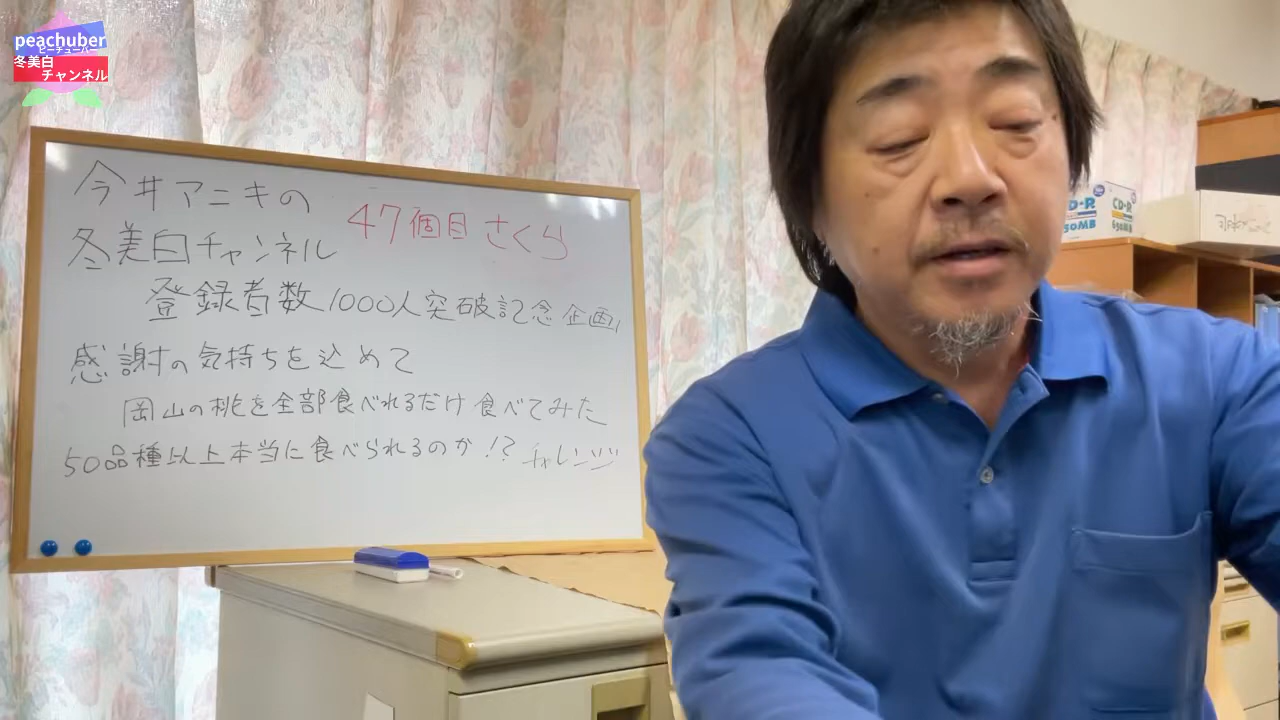 peachuber
ピーチューバー
冬美白
チャンネル
今井アニキの
冬美白チャンネル
47個目 さくら
登録者数1000人突破記念企画!
感謝の気持ちを込めて
岡山の桃を全部食べれるだけ食べてみた
50品種以上本当に食べられるのか!?チャレンジ
CD-R
650MB
CD-R
650MB